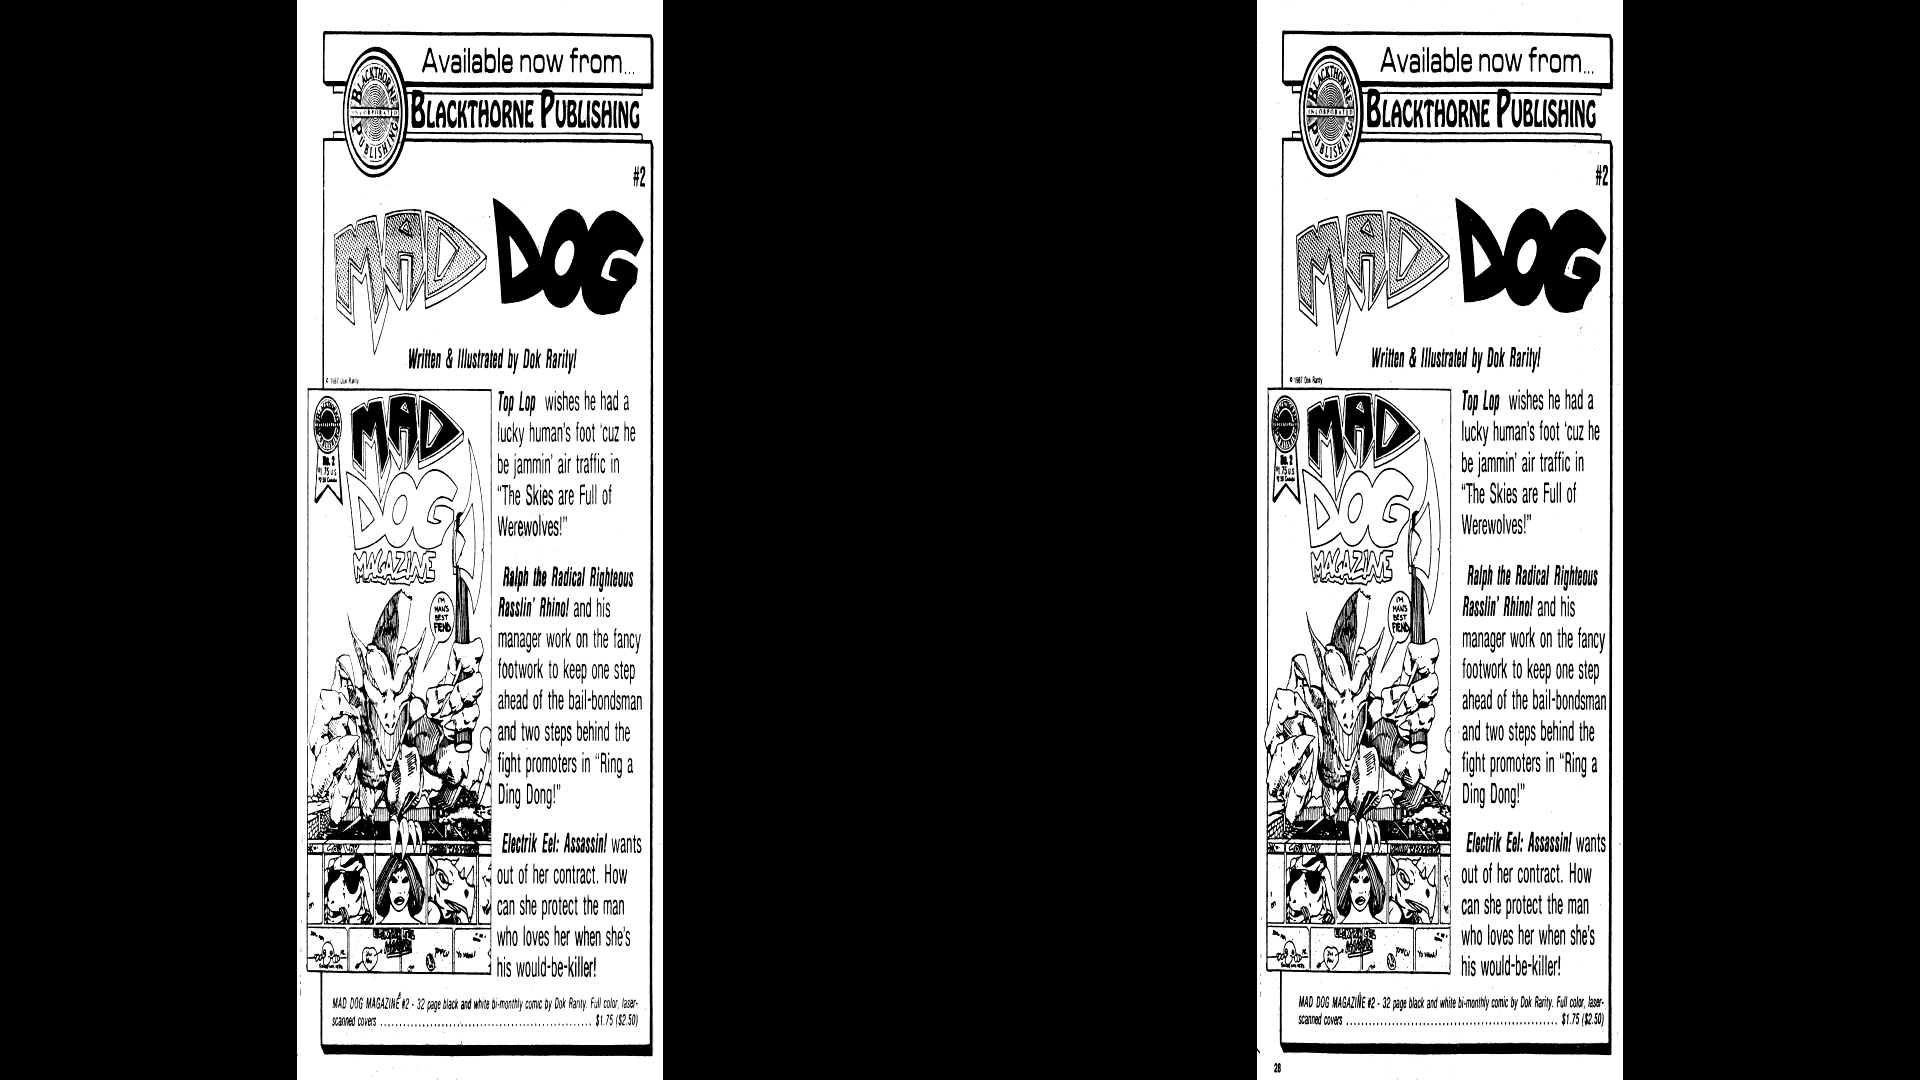 Available now from...
BLACKTHORNE PUBLISHING
BLACKTHORNE
INCORPORATED
PUBLISHING
#2
MAD DOG
Written & Illustrated by Dok Rarity!
© 1987 Dok Rarity
MAD
DOG
MAGAZINE
No. 2
$1.75 U.S.
I'M
MAN'S
BEST
FIEND
Top Lop wishes he had a
lucky human's foot 'cuz he
be jammin' air traffic in
“The Skies are Full of
Werewolves!”
Ralph the Radical Righteous
Rasslin' Rhino! and his
manager work on the fancy
footwork to keep one step
ahead of the bail-bondsman
and two steps behind the
fight promoters in “Ring a
Ding Dong!”
Electrik Eel: Assassin! wants
out of her contract. How
can she protect the man
who loves her when she's
his would-be-killer!
MAD DOG MAGAZINE #2 - 32 page black and white bi-monthly comic by Dok Rarity. Full color, laser-
scanned covers ........................................................ $1.75 ($2.50)
Available now from...
BLACKTHORNE PUBLISHING
BLACKTHORNE
INCORPORATED
PUBLISHING
#2
MAD DOG
Written & Illustrated by Dok Rarity!
© 1987 Dok Rarity
MAD
DOG
MAGAZINE
No. 2
$1.75 U.S.
I'M
MAN'S
BEST
FIEND
Top Lop wishes he had a
lucky human's foot 'cuz he
be jammin' air traffic in
“The Skies are Full of
Werewolves!”
Ralph the Radical Righteous
Rasslin' Rhino! and his
manager work on the fancy
footwork to keep one step
ahead of the bail-bondsman
and two steps behind the
fight promoters in “Ring a
Ding Dong!”
Electrik Eel: Assassin! wants
out of her contract. How
can she protect the man
who loves her when she's
his would-be-killer!
MAD DOG MAGAZINE #2 - 32 page black and white bi-monthly comic by Dok Rarity. Full color, laser-
scanned covers ........................................................ $1.75 ($2.50)
28